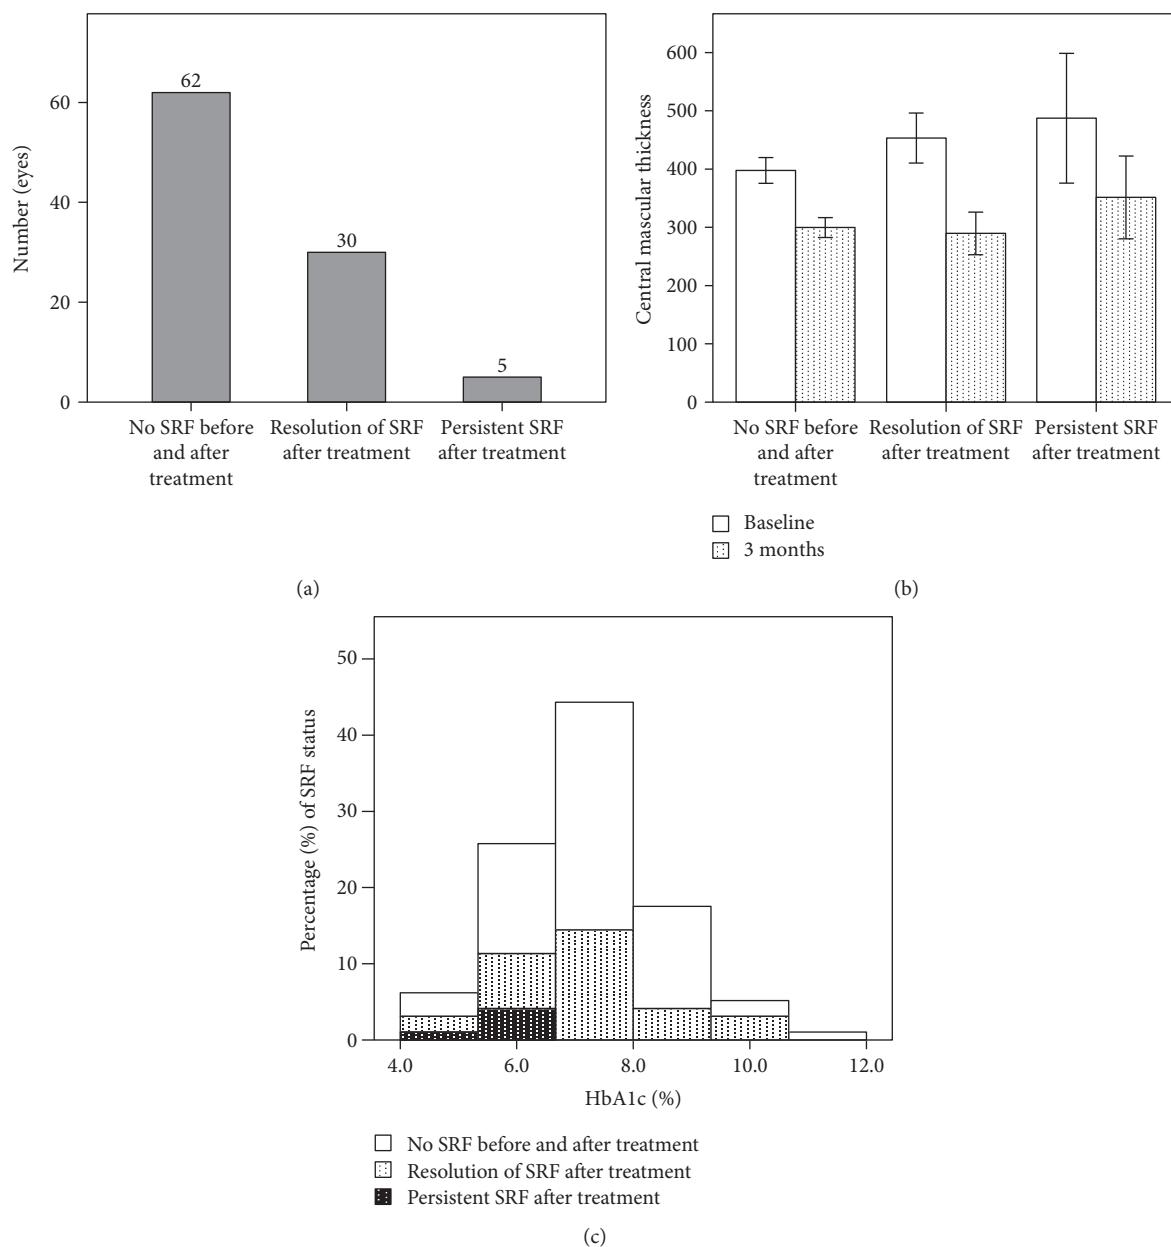 Number (eyes)
60
40
20
0
62
30
5
No SRF before
and after
treatment
Resolution of SRF
after treatment
Persistent SRF
after treatment
(a)
Central mascular thickness
600
500
400
300
200
100
0
No SRF before
and after
treatment
Resolution of SRF
after treatment
Persistent SRF
after treatment
Baseline
3 months
(b)
Percentage (%) of SRF status
50
40
30
20
10
0
4.0
6.0
8.0
10.0
12.0
HbA1c (%)
No SRF before and after treatment
Resolution of SRF after treatment
Persistent SRF after treatment
(c)